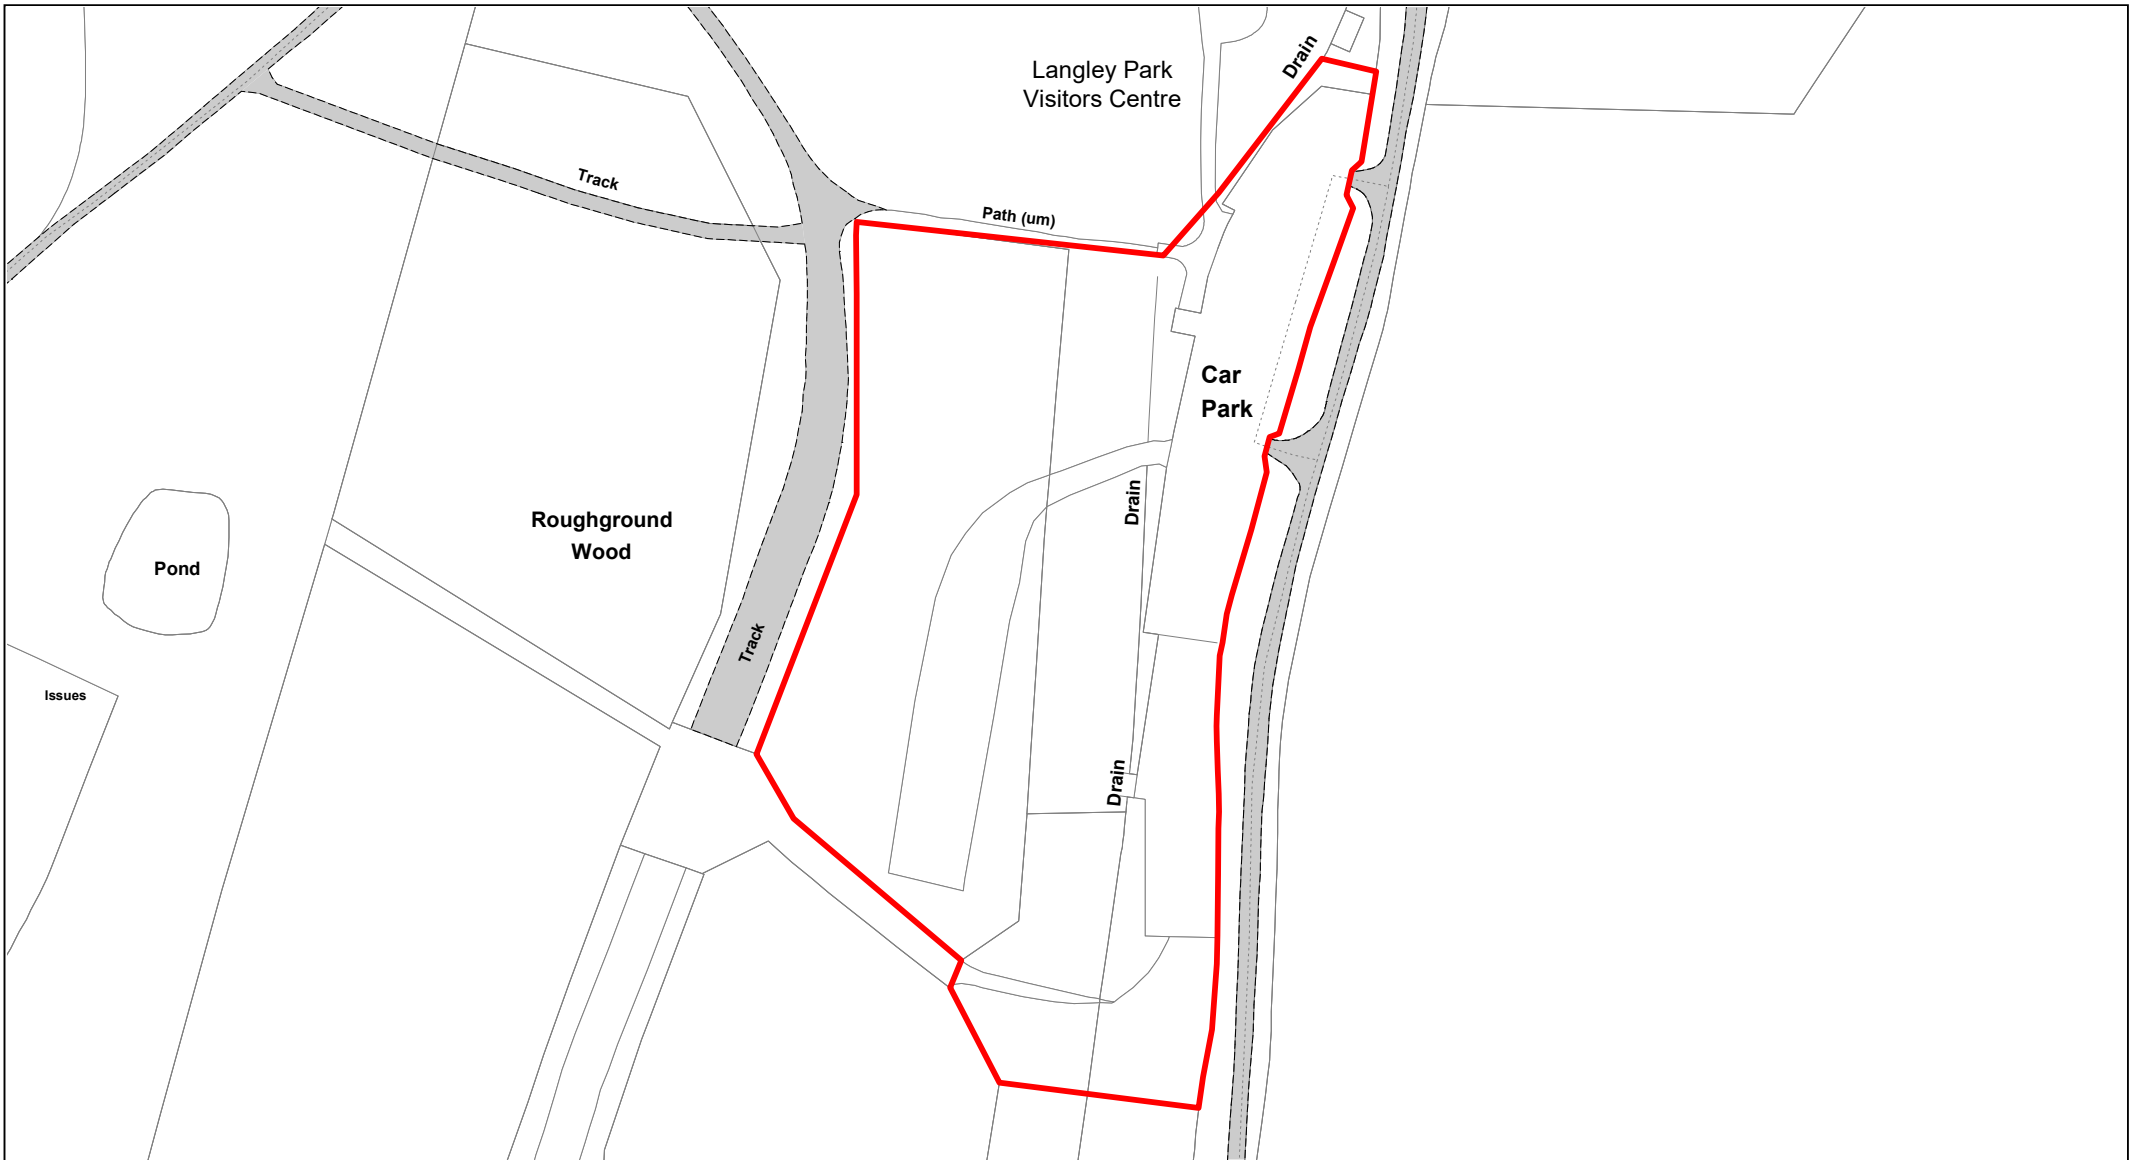 Langley Park
Visitors Centre
Drain
Track
Path (um)
Car
Park
Drain
Roughground
Wood
Pond
Track
Issues
Drain